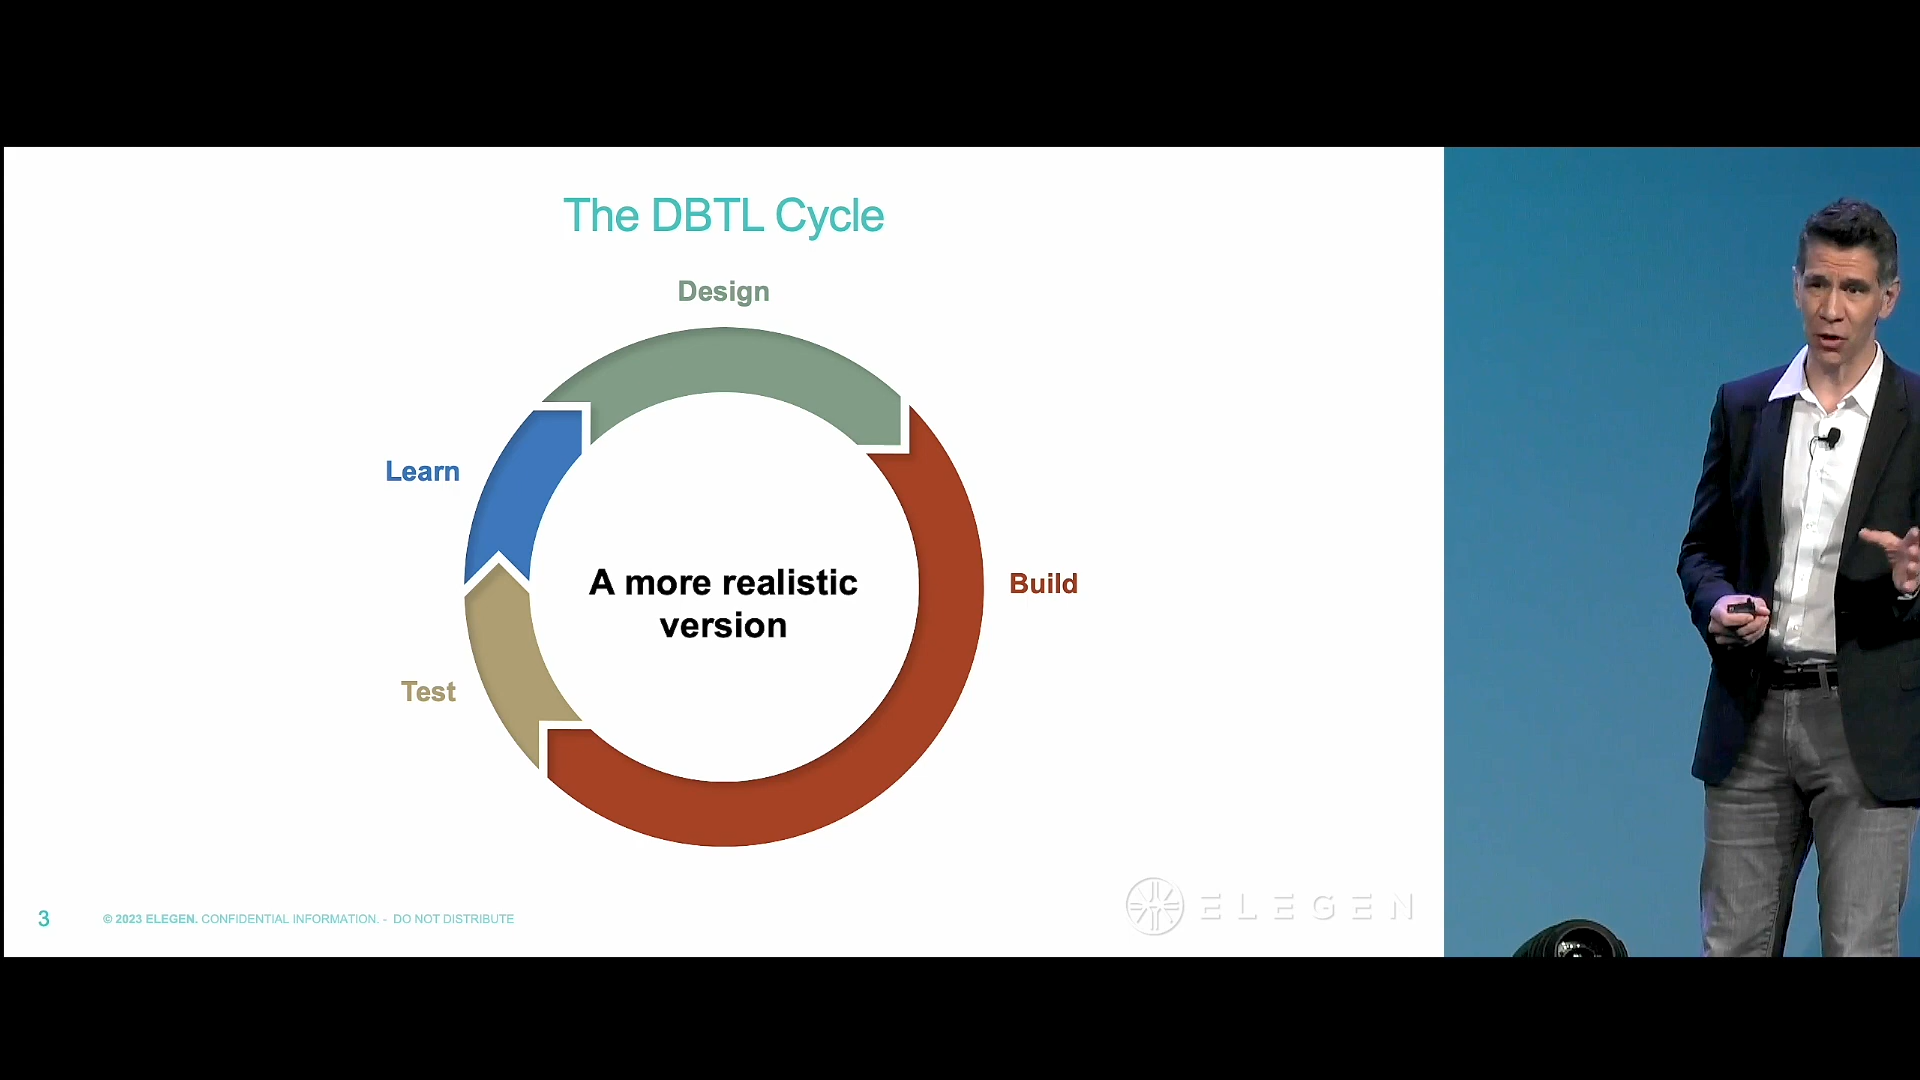 The DBTL Cycle
Design
Learn
A more realistic
version
Build
Test
3
© 2023 ELEGEN. CONFIDENTIAL INFORMATION. - DO NOT DISTRIBUTE
ELEGEN